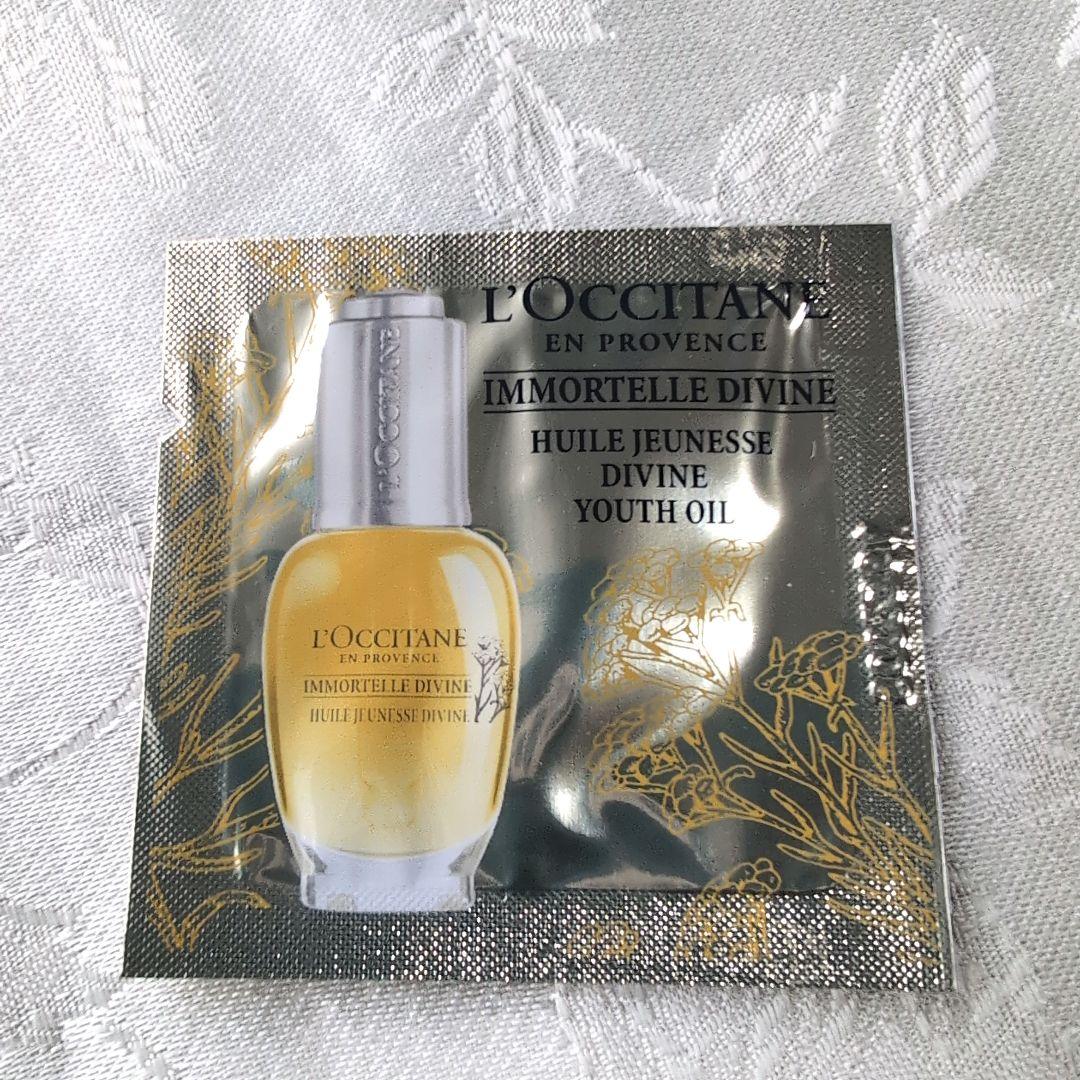 L'OCCITANE
EN PROVENCE
IMMORTELLE DIVINE
HUILE JEUNESSE
DIVINE
YOUTH OIL
L'OCCITANE
L'OCCITANE
EN PROVENCE
IMMORTELLE DIVINE
HUILE JEUNESSE DIVINE